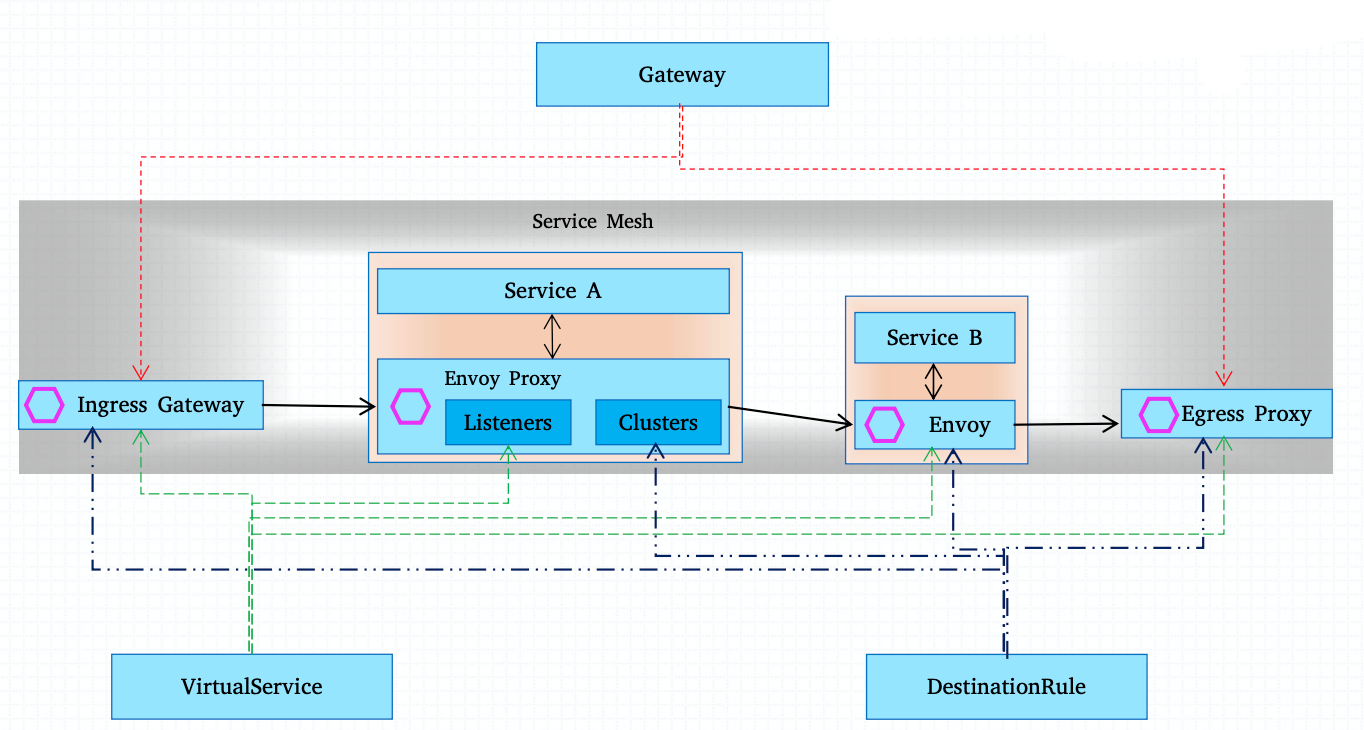 Gateway
Service Mesh
Service A
Service B
Envoy Proxy
Ingress Gateway
Listeners
Clusters
Envoy
Egress Proxy
VirtualService
DestinationRule